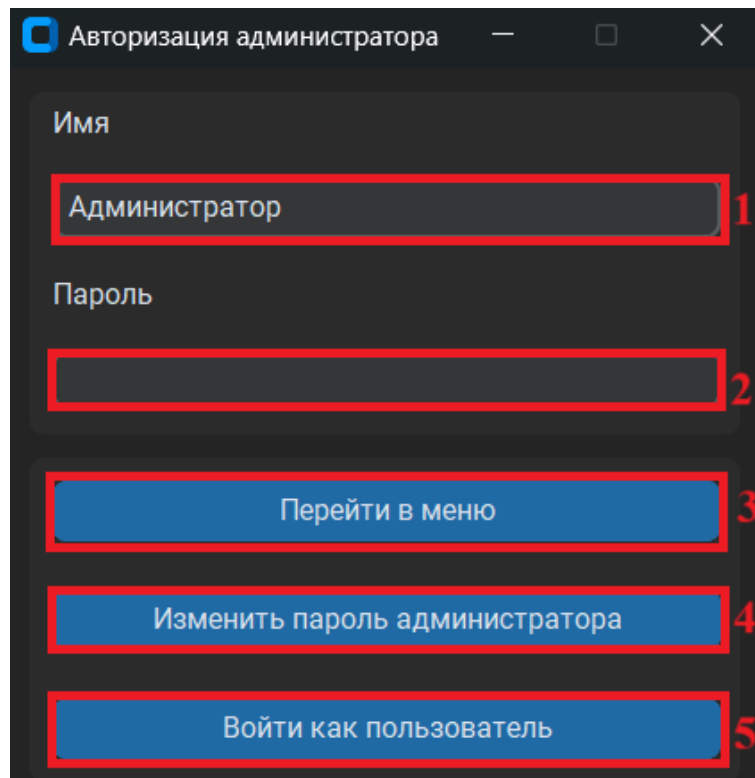 Авторизация администратора
Имя
Администратор 1
Пароль
2
Перейти в меню 3
Изменить пароль администратора 4
Войти как пользователь 5